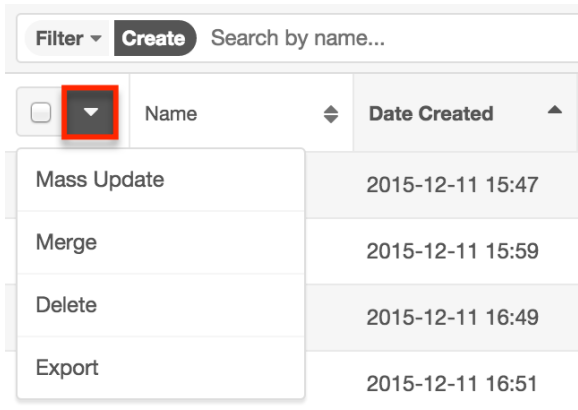 Filter Create Search by name...
Name Date Created
Mass Update 2015-12-11 15:47
Merge 2015-12-11 15:59
Delete 2015-12-11 16:49
Export 2015-12-11 16:51